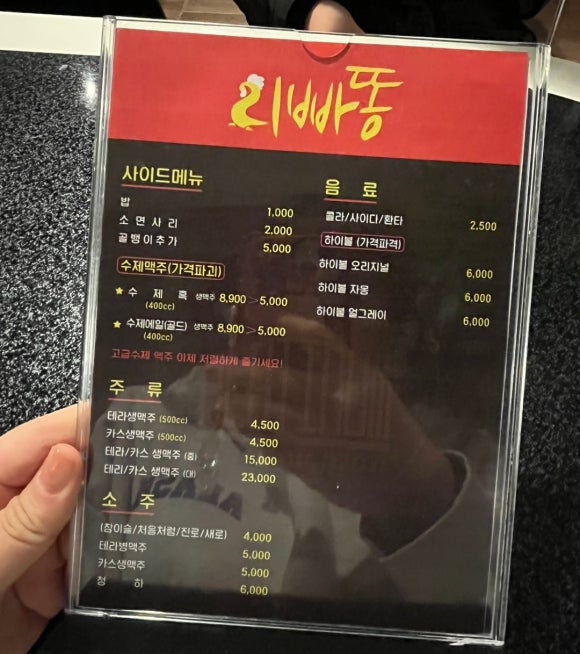 리빠똥
사이드메뉴
밥 1,000
소면사리 2,000
골뱅이추가 5,000
수제맥주(가격파괴)
★ 수 제 흑 생맥주 8,900 > 5,000
(400cc)
★ 수제에일(골드) 생맥주 8,900 > 5,000
(400cc)
고급수제 맥주 이제 저렴하게 즐기세요!
주 류
테라생맥주 (500cc) 4,500
카스생맥주 (500cc) 4,500
테라/카스 생맥주 (중) 15,000
테라/카스 생맥주 (대) 23,000
소 주
(참이슬/처음처럼/진로/새로) 4,000
테라병맥주 5,000
카스생맥주 5,000
청 하 6,000
음 료
콜라/사이다/환타 2,500
하이볼 (가격파격)
하이볼 오리지널 6,000
하이볼 자몽 6,000
하이볼 얼그레이 6,000